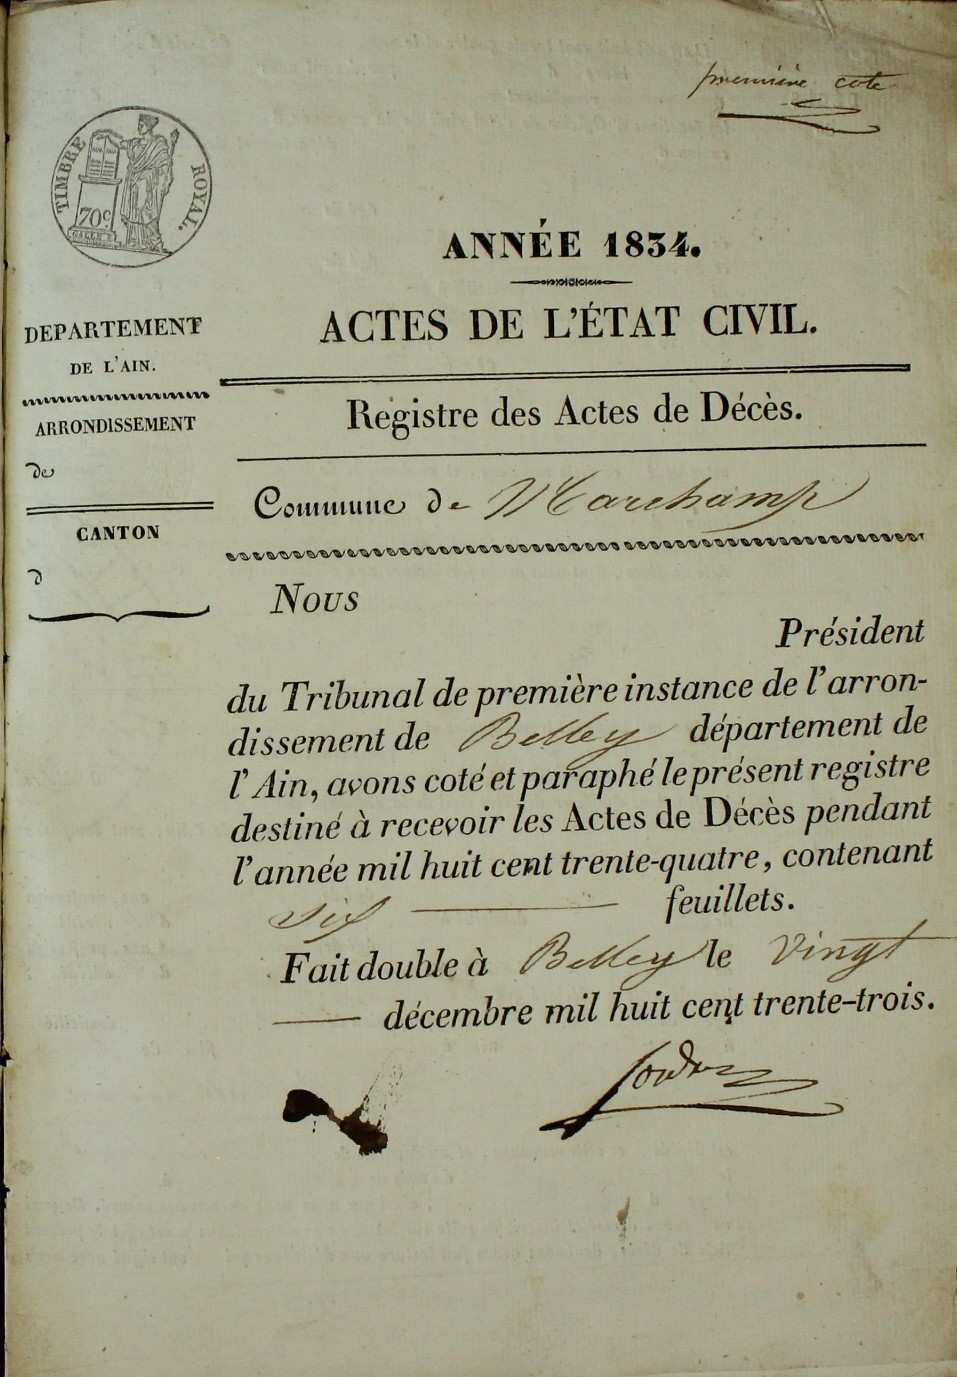 première cote
TIMBRE ROYAL.
70c.
ANNÉE 1834.
ACTES DE L'ÉTAT CIVIL.
DEPARTEMENT
DE L'AIN.
ARRONDISSEMENT
de
CANTON
d
Registre des Actes de Décès.
Commune de Marchamp
Nous
Président
du Tribunal de première instance de l'arron-
dissement de Belley département de
l'Ain, avons coté et paraphé le présent registre
destiné à recevoir les Actes de Décès pendant
l'année mil huit cent trente-quatre, contenant
six feuillets.
Fait double à Belley le vingt
décembre mil huit cent trente-trois.